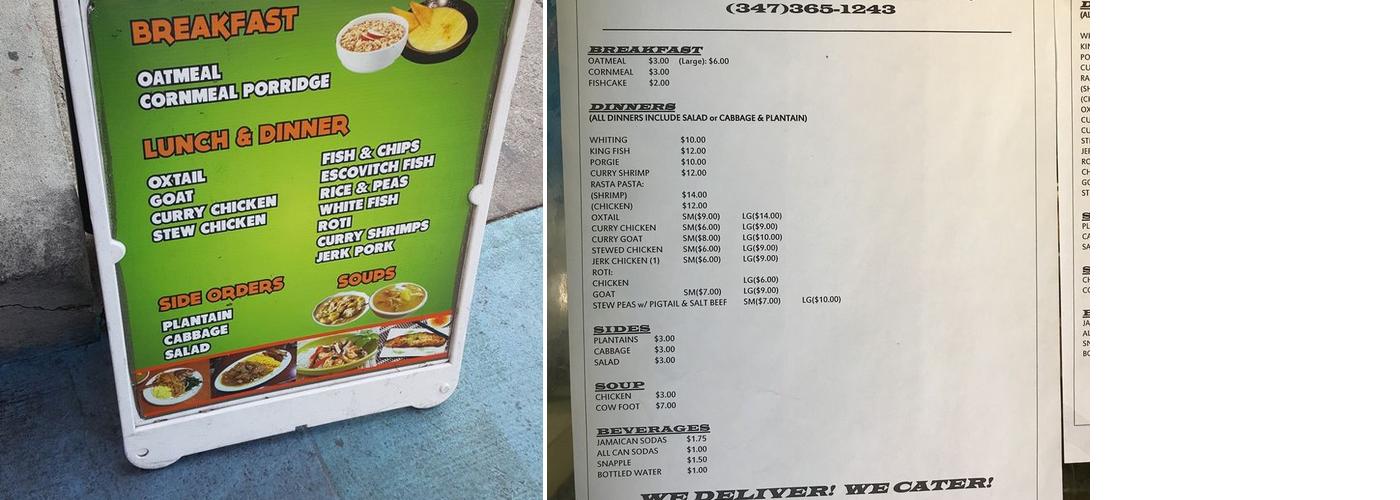 BREAKFAST
OATMEAL
CORNMEAL PORRIDGE
LUNCH & DINNER
OXTAIL
GOAT
CURRY CHICKEN
STEW CHICKEN
FISH & CHIPS
ESCOVITCH FISH
RICE & PEAS
WHITE FISH
ROTI
CURRY SHRIMPS
JERK PORK
SIDE ORDERS
PLANTAIN
CABBAGE
SALAD
SOUPS
(347)365-1243
BREAKFAST
OATMEAL $3.00 (Large): $6.00
CORNMEAL $3.00
FISHCAKE $2.00
DINNERS
(ALL DINNERS INCLUDE SALAD or CABBAGE & PLANTAIN)
WHITING $10.00
KING FISH $12.00
PORGIE $10.00
CURRY SHRIMP $12.00
RASTA PASTA:
(SHRIMP) $14.00
(CHICKEN) $12.00
OXTAIL SM($9.00) LG($14.00)
CURRY CHICKEN SM($6.00) LG($9.00)
CURRY GOAT SM($8.00) LG($10.00)
STEWED CHICKEN SM($6.00) LG($9.00)
JERK CHICKEN (1) SM($6.00) LG($9.00)
ROTI:
CHICKEN LG($6.00)
GOAT SM($7.00) LG($9.00)
STEW PEAS w/ PIGTAIL & SALT BEEF SM($7.00) LG($10.00)
SIDES
PLANTAINS $3.00
CABBAGE $3.00
SALAD $3.00
SOUP
CHICKEN $3.00
COW FOOT $7.00
BEVERAGES
JAMAICAN SODAS $1.75
ALL CAN SODAS $1.00
SNAPPLE $1.50
BOTTLED WATER $1.00
WE DELIVER! WE CATER!